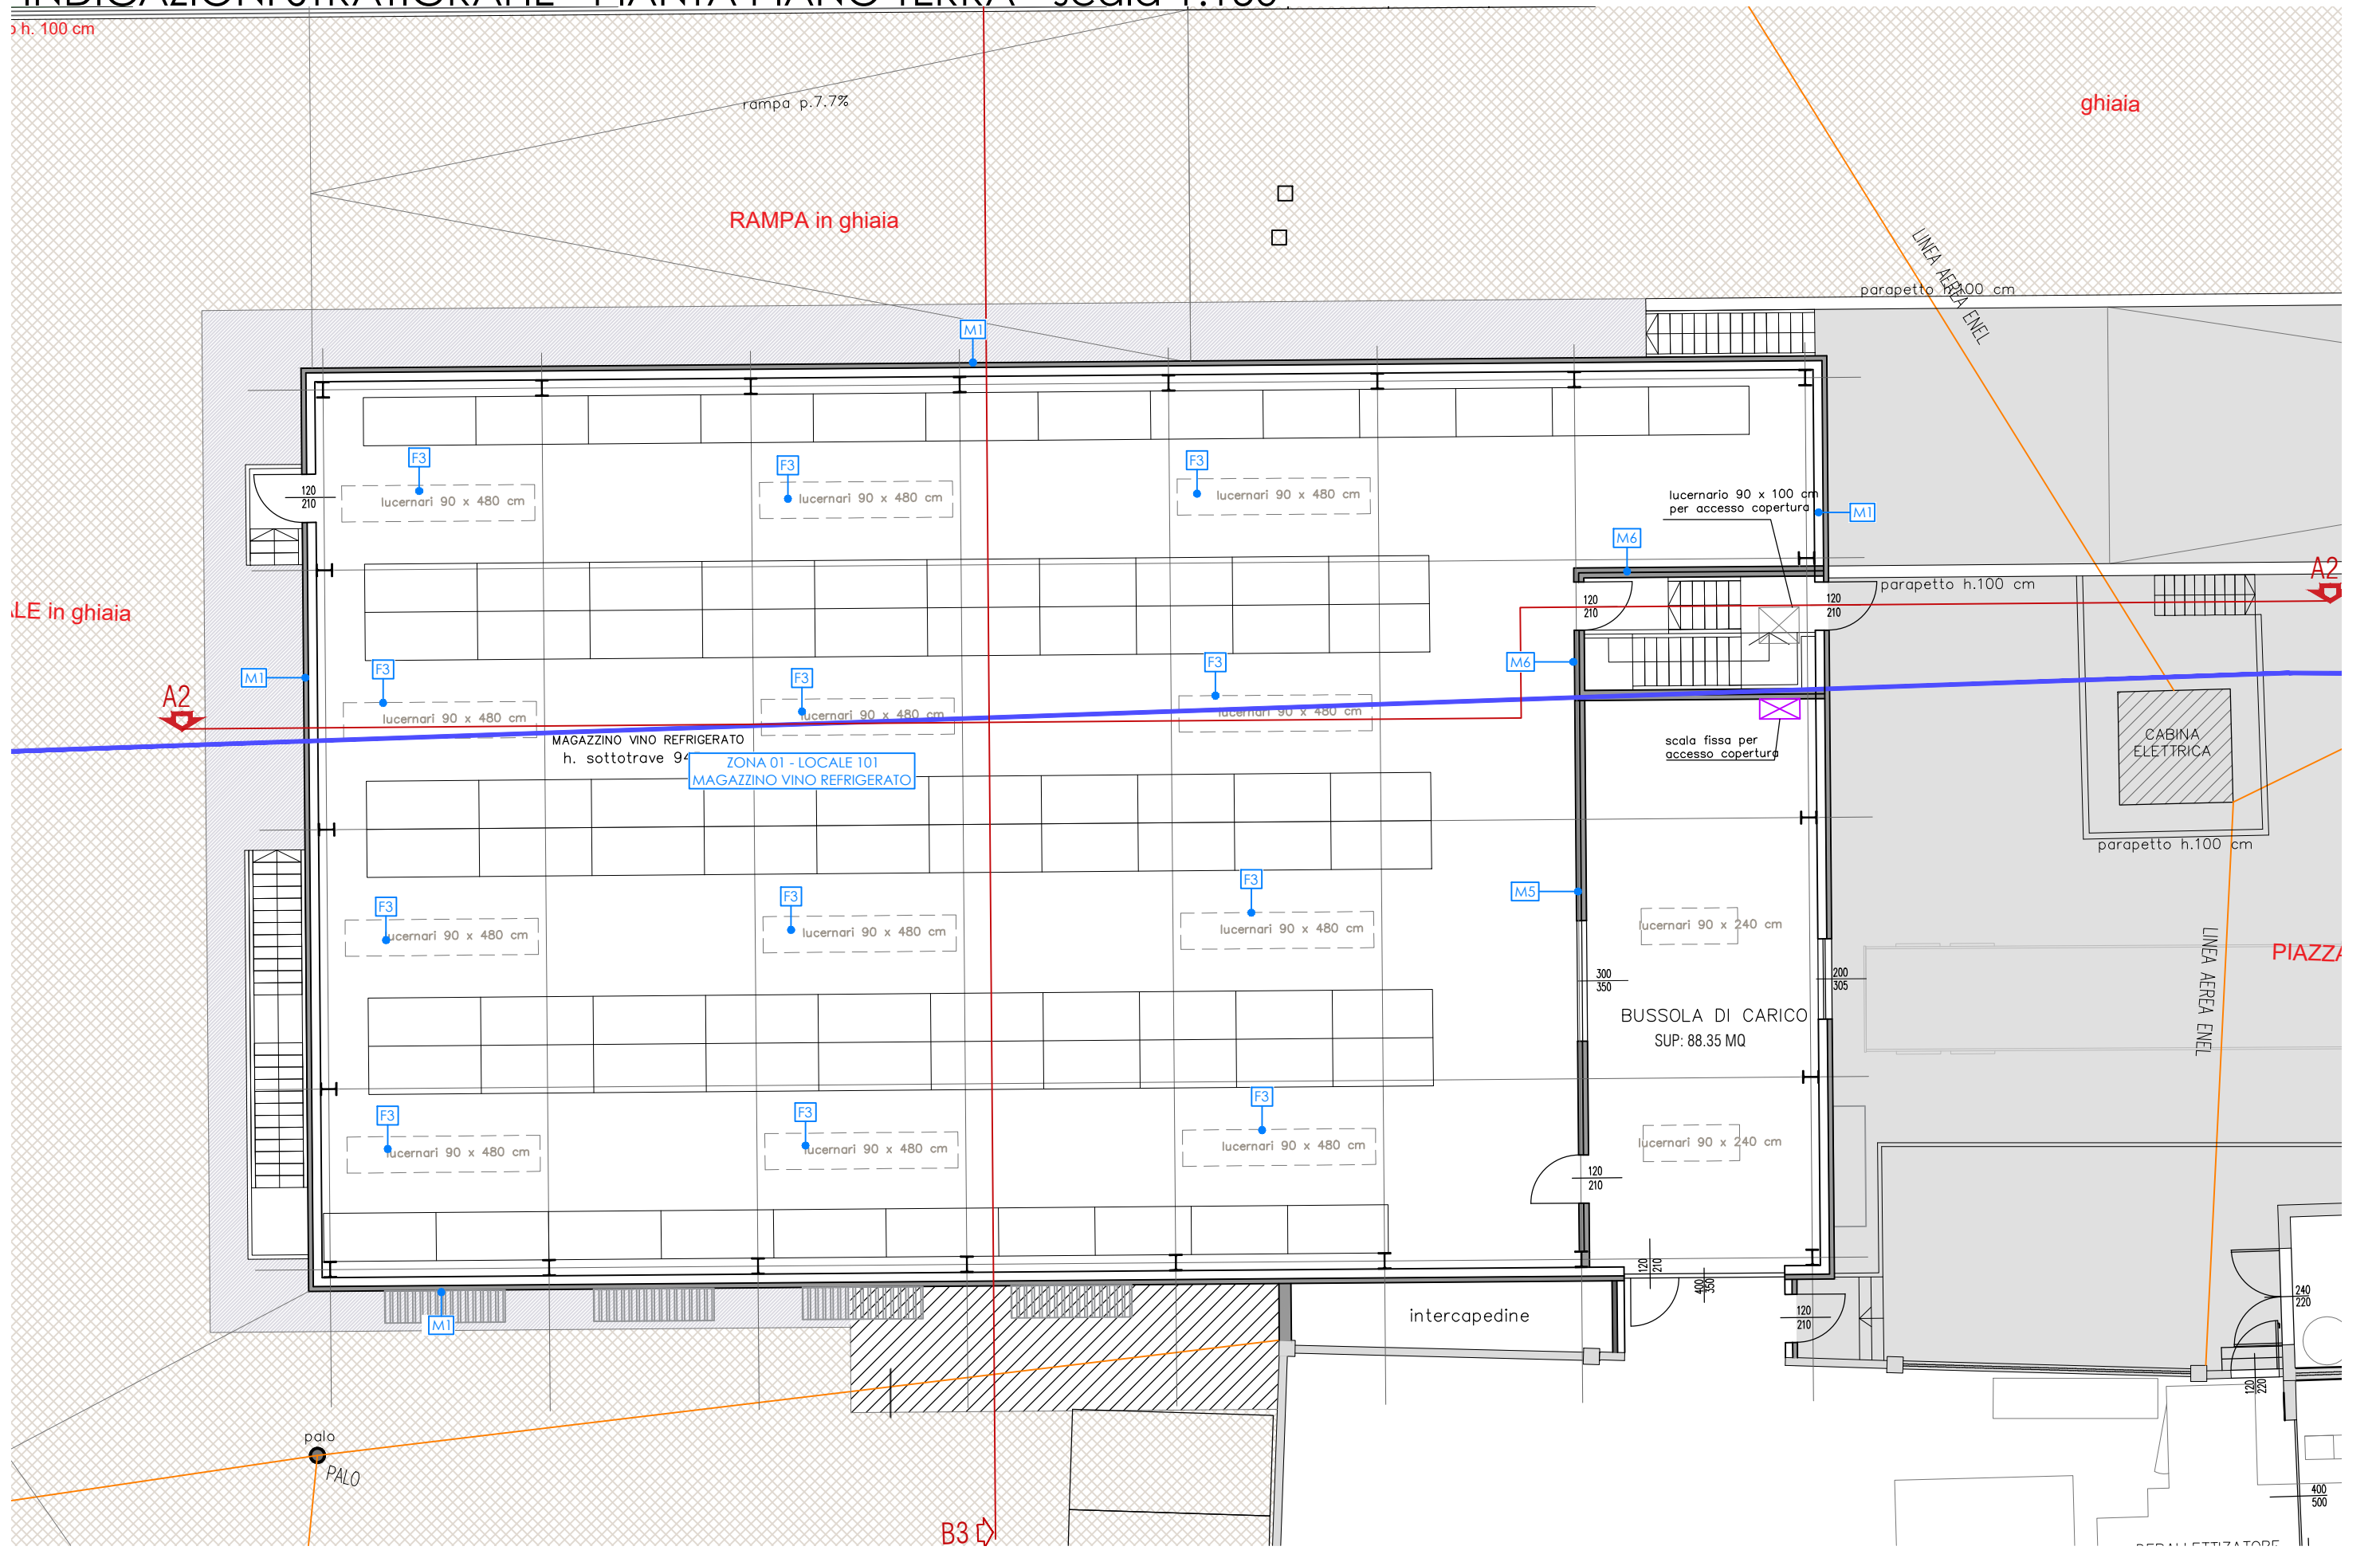 h. 100 cm
rampa p.7.7%
ghiaia
RAMPA in ghiaia
LINEA AEREA ENEL
parapetto h.100 cm
M1
F3
F3
F3
lucernari 90 x 480 cm
lucernari 90 x 480 cm
lucernari 90 x 480 cm
120
210
lucernario 90 x 100 cm
per accesso copertura
M1
M6
A2
parapetto h.100 cm
120
210
120
210
in ghiaia
M6
F3
F3
F3
M1
A2
lucernari 90 x 480 cm
lucernari 90 x 480 cm
lucernari 90 x 480 cm
MAGAZZINO VINO REFRIGERATO
h. sottotrave
ZONA 01 - LOCALE 101
MAGAZZINO VINO REFRIGERATO
scala fissa per
accesso copertura
CABINA
ELETTRICA
parapetto h.100 cm
F3
F3
F3
M5
lucernari 90 x 480 cm
lucernari 90 x 480 cm
lucernari 90 x 480 cm
lucernari 90 x 240 cm
LINEA AEREA ENEL
300
350
200
305
BUSSOLA DI CARICO
SUP: 88.35 MQ
F3
F3
F3
lucernari 90 x 480 cm
lucernari 90 x 480 cm
lucernari 90 x 480 cm
lucernari 90 x 240 cm
120
210
120
210
400
350
M1
intercapedine
120
210
240
220
120
220
palo
PALO
400
500
B3